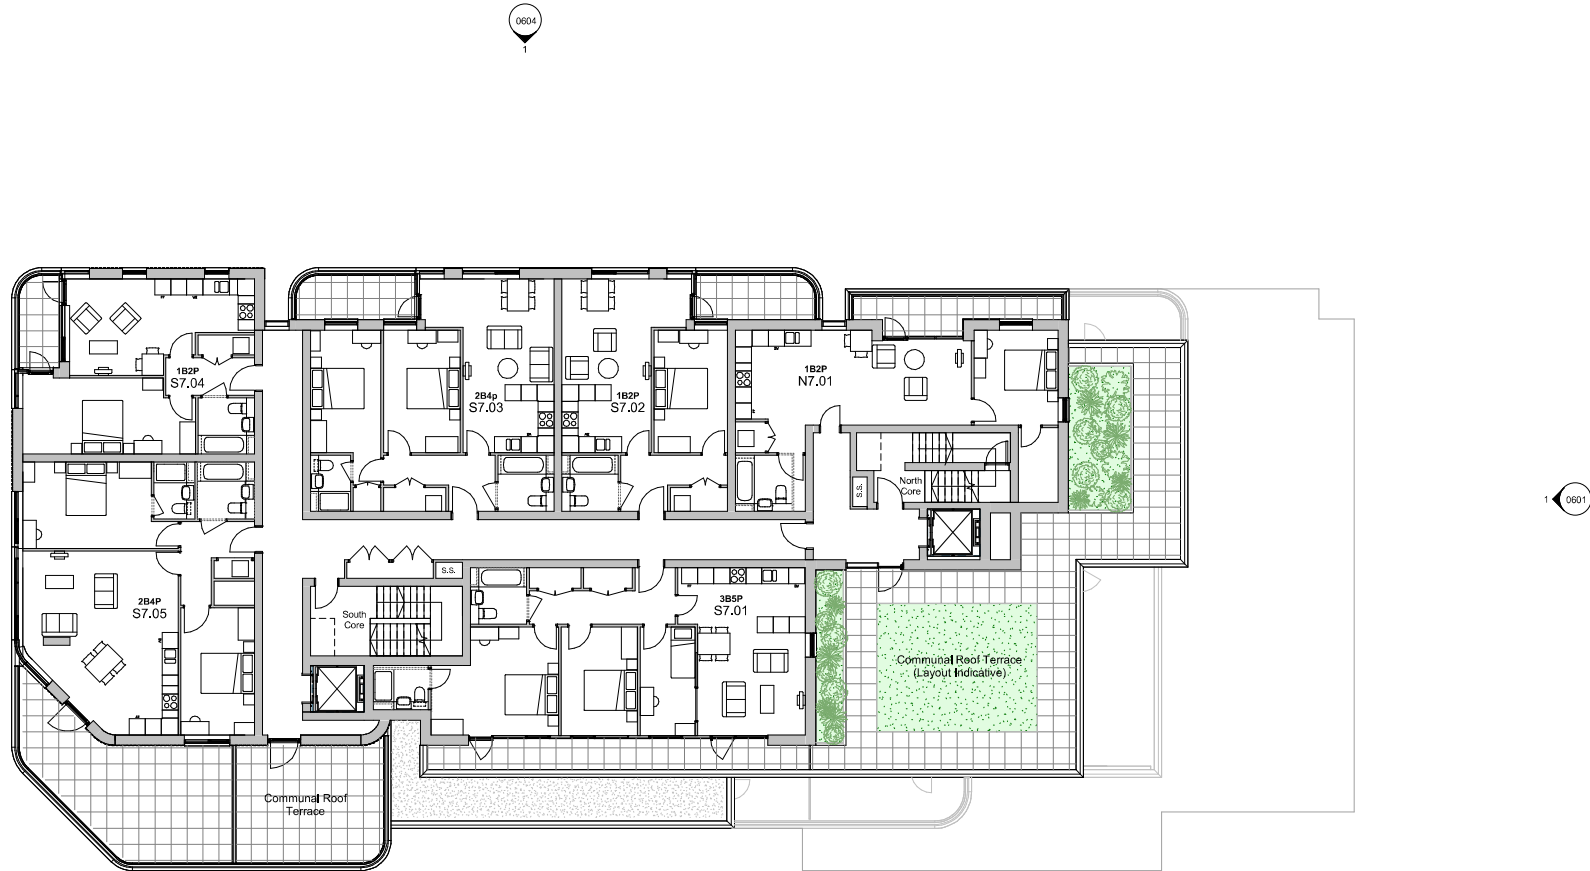 0604
1
1B2P
S7.04
2B4p
S7.03
1B2P
S7.02
1B2P
N7.01
North
Core
S.S.
1
0601
2B4P
S7.05
S.S.
South
Core
3B5P
S7.01
Communal Roof Terrace
(Layout Indicative)
Communal Roof
Terrace